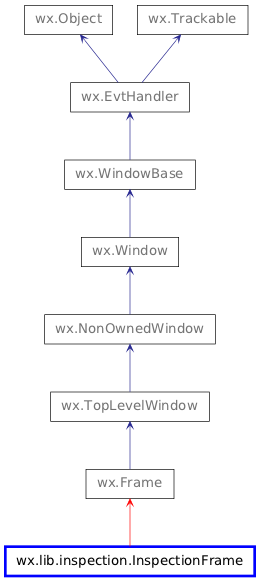 wx.Object
wx.Trackable
wx.EvtHandler
wx.WindowBase
wx.Window
wx.NonOwnedWindow
wx.TopLevelWindow
wx.Frame
wx.lib.inspection.InspectionFrame